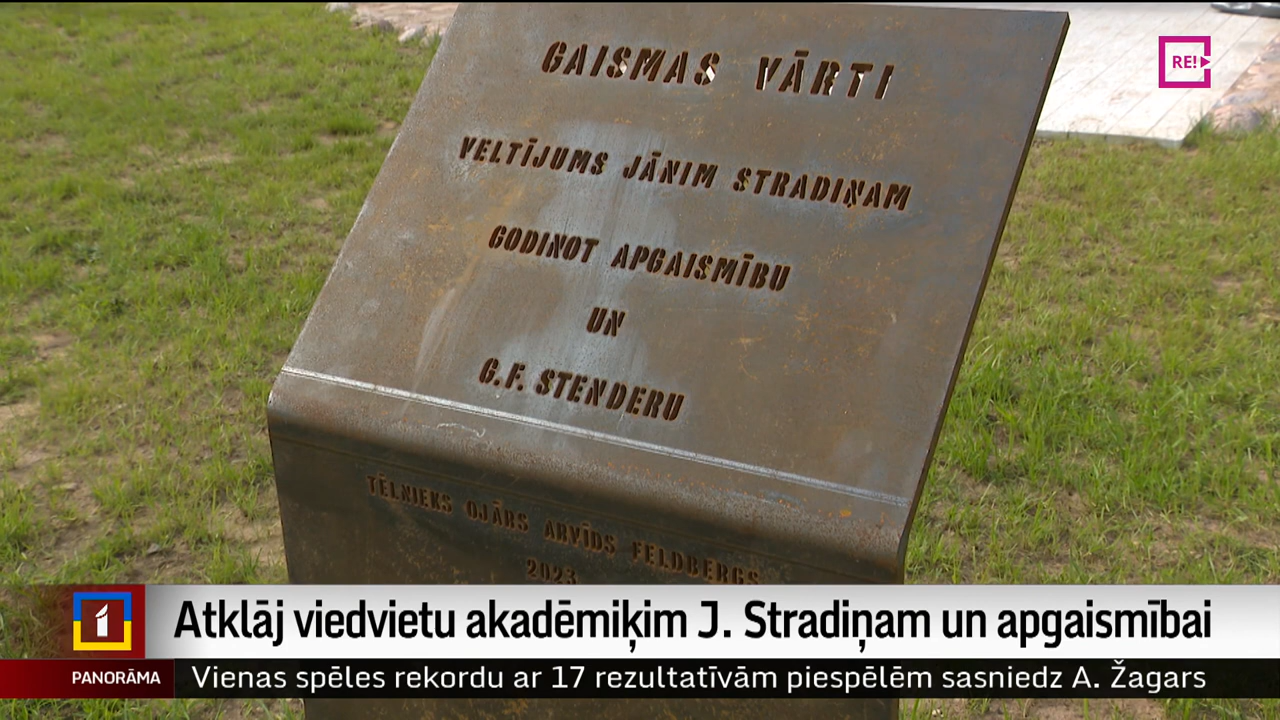 GAISMAS VĀRTI
RE!
VELTĪJUMS JĀNIM STRADIŅAM
GODINOT APGAISMĪBU
UN
G.F. STENDERU
TĒLNIEKS OJĀRS ARVĪDS FELDBERGS
2023
1 Atklāj viedvietu akadēmiķim J. Stradiņam un apgaismībai
PANORĀMA Vienas spēles rekordu ar 17 rezultatīvām piespēlēm sasniedz A. Žagars